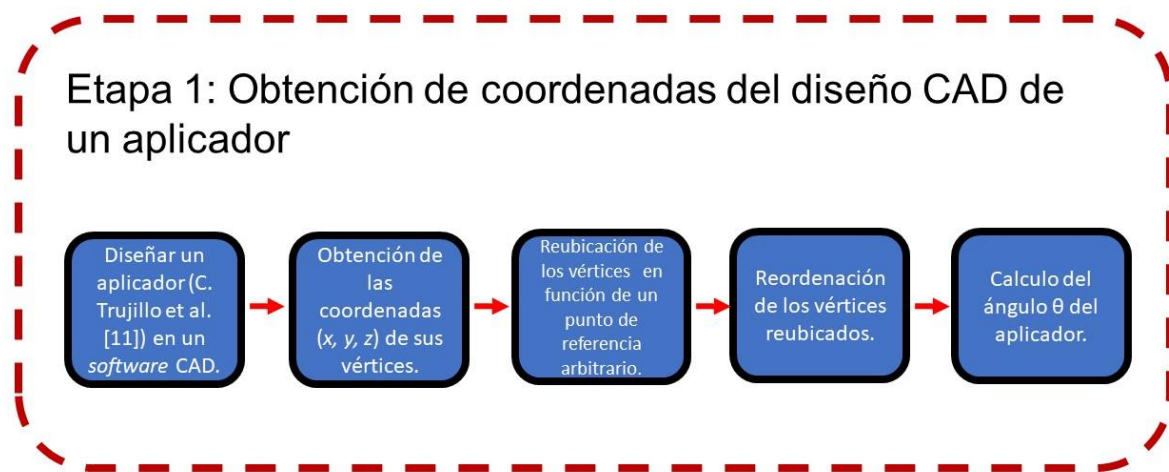 Etapa 1: Obtención de coordenadas del diseño CAD de
un aplicador
Diseñar un
aplicador (C.
Trujillo et al.
[11]) en un
software CAD.
Obtención de
las
coordenadas
(x, y, z) de sus
vértices.
Reubicación de
los vértices en
función de un
punto de
referencia
arbitrario.
Reordenación
de los vértices
reubicados.
Calculo del
ángulo θ del
aplicador.